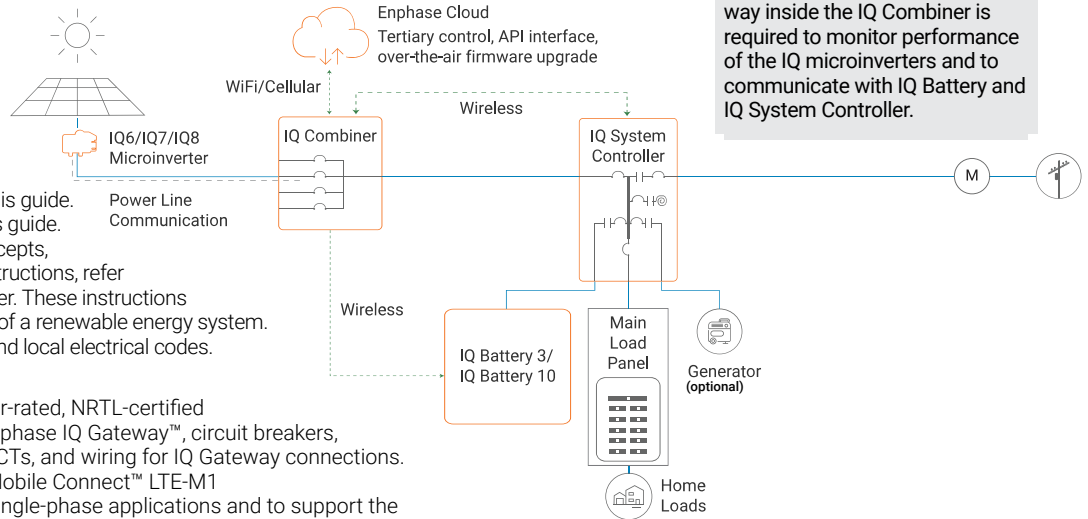 Enphase Cloud
Tertiary control, API interface,
over-the-air firmware upgrade
way inside the IQ Combiner is
required to monitor performance
of the IQ microinverters and to
communicate with IQ Battery and
IQ System Controller.
WiFi/Cellular
Wireless
IQ6/IQ7/IQ8
Microinverter
IQ Combiner
IQ System
Controller
M
Power Line
Communication
is guide.
s guide.
cepts,
tructions, refer
er. These instructions
of a renewable energy system.
nd local electrical codes.
Wireless
IQ Battery 3/
IQ Battery 10
Main
Load
Panel
Generator
(optional)
Home
Loads
r-rated, NRTL-certified
phase IQ Gateway™, circuit breakers,
CTs, and wiring for IQ Gateway connections.
Mobile Connect™ LTE-M1
ngle-phase applications and to support the